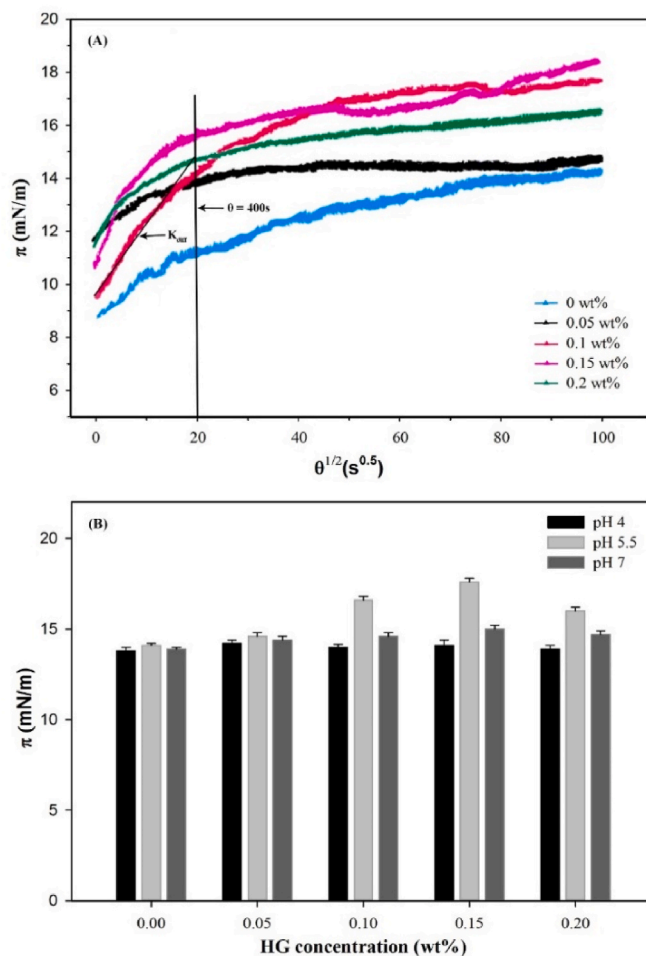 20
(A)
18
16
14
12
10
8
6
π (mN/m)
θ = 400s
0 wt%
0.05 wt%
0.1 wt%
0.15 wt%
0.2 wt%
0 20 40 60 80 100
θ1/2(s0.5)
(B)
20
15
10
5
0
π (mN/m)
pH 4
pH 5.5
pH 7
0.00 0.05 0.10 0.15 0.20
HG concentration (wt%)